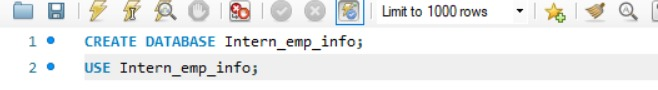 Limit to 1000 rows
1 CREATE DATABASE Intern_emp_info;
2 USE Intern_emp_info;